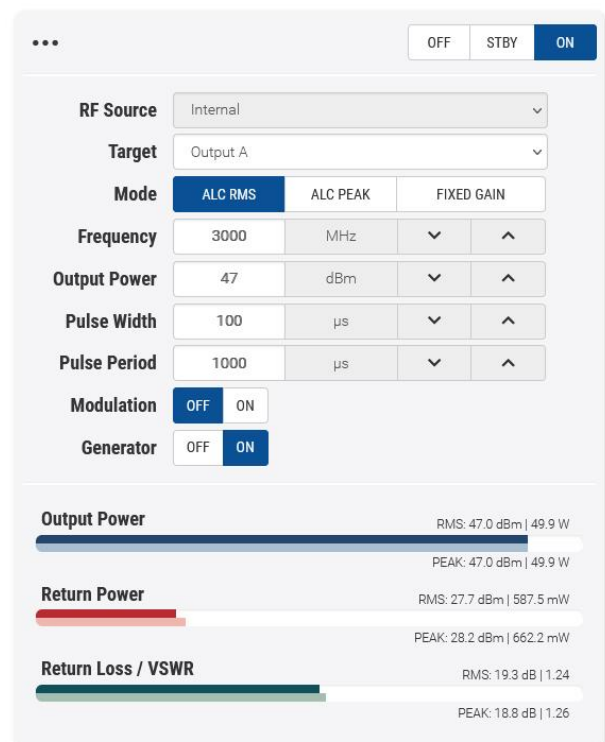 ••• OFF STBY ON
RF Source Internal
Target Output A
Mode ALC RMS ALC PEAK FIXED GAIN
Frequency 3000 MHz
Output Power 47 dBm
Pulse Width 100 µs
Pulse Period 1000 µs
Modulation OFF ON
Generator OFF ON
Output Power RMS: 47.0 dBm | 49.9 W
PEAK: 47.0 dBm | 49.9 W
Return Power RMS: 27.7 dBm | 587.5 mW
PEAK: 28.2 dBm | 662.2 mW
Return Loss / VSWR RMS: 19.3 dB | 1.24
PEAK: 18.8 dB | 1.26